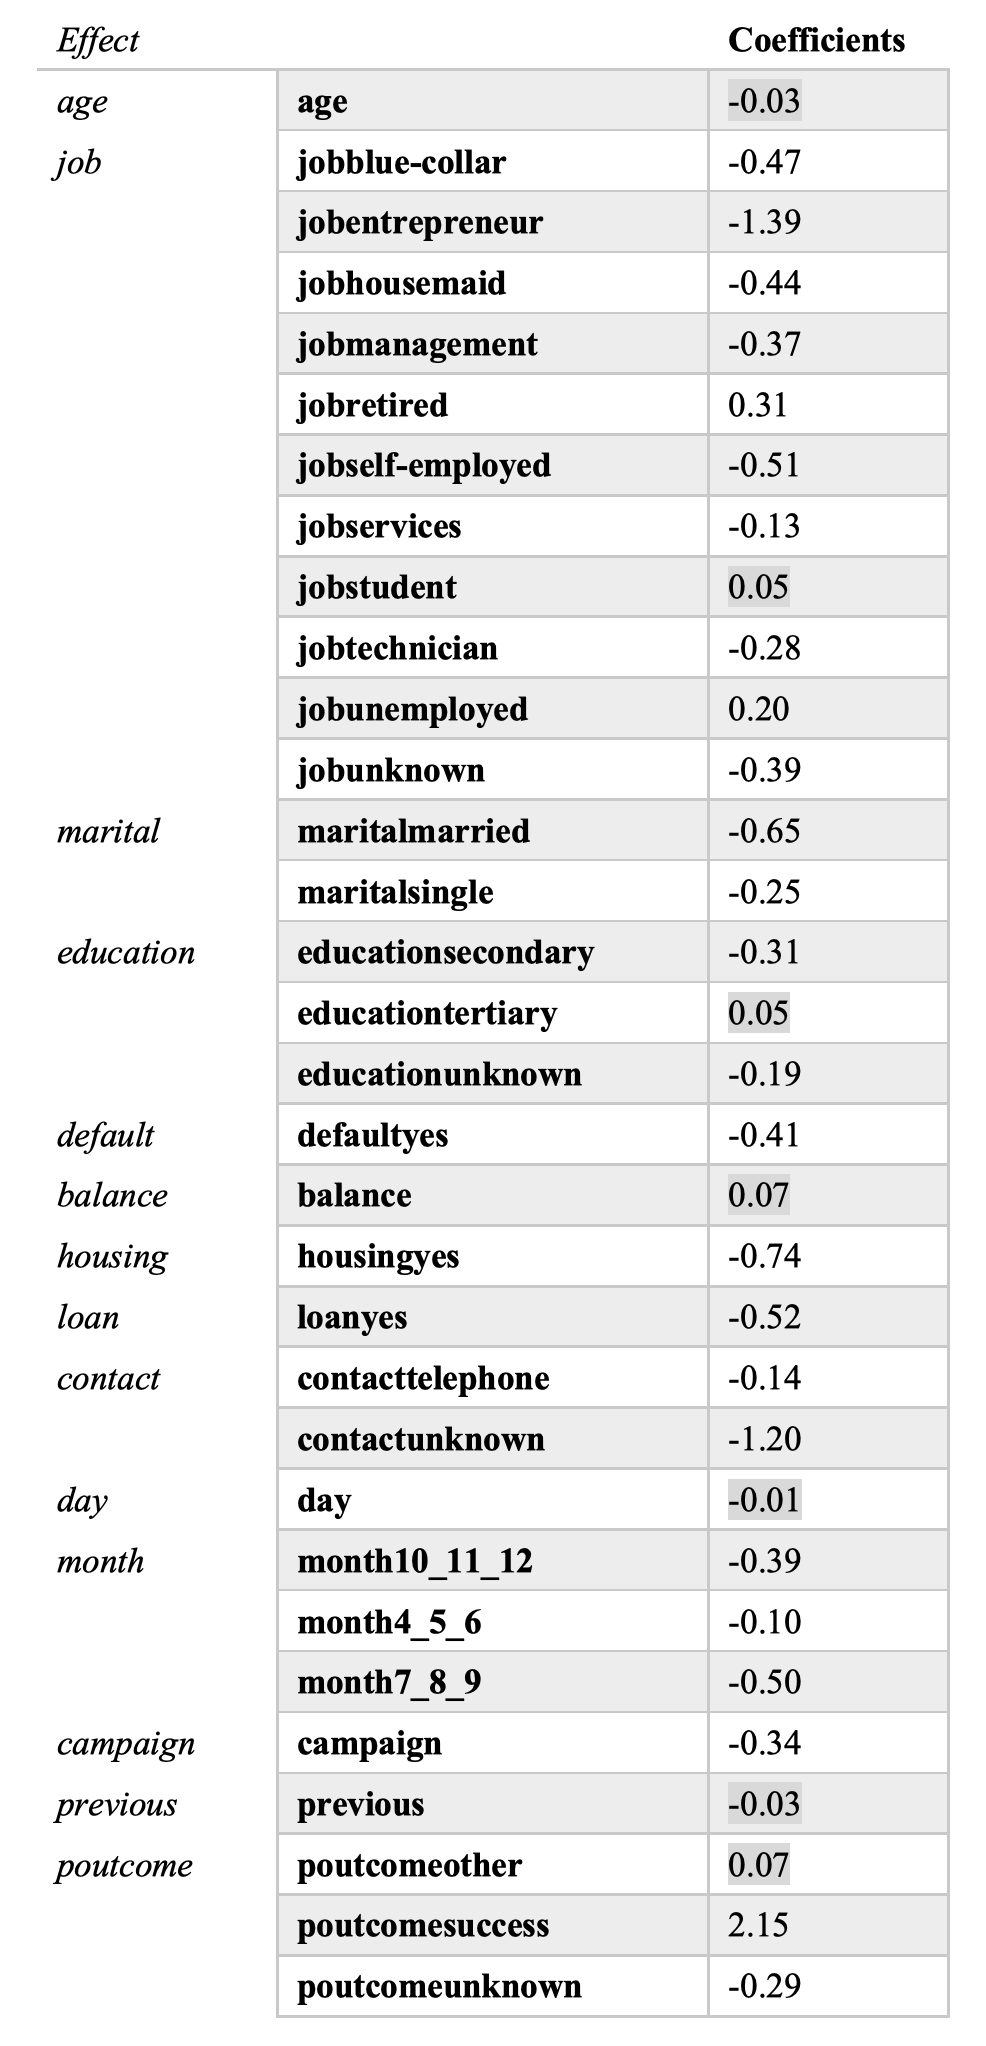 Effect Coefficients
age age -0.03
job jobblue-collar -0.47
jobentrepreneur -1.39
jobhousemaid -0.44
jobmanagement -0.37
jobretired 0.31
jobself-employed -0.51
jobservices -0.13
jobstudent 0.05
jobtechnician -0.28
jobunemployed 0.20
jobunknown -0.39
marital maritalmarried -0.65
maritalsingle -0.25
education educationsecondary -0.31
educationtertiary 0.05
educationunknown -0.19
default defaultyes -0.41
balance balance 0.07
housing housingyes -0.74
loan loanyes -0.52
contact contacttelephone -0.14
contactunknown -1.20
day day -0.01
month month10_11_12 -0.39
month4_5_6 -0.10
month7_8_9 -0.50
campaign campaign -0.34
previous previous -0.03
poutcome poutcomeother 0.07
poutcomesuccess 2.15
poutcomeunknown -0.29